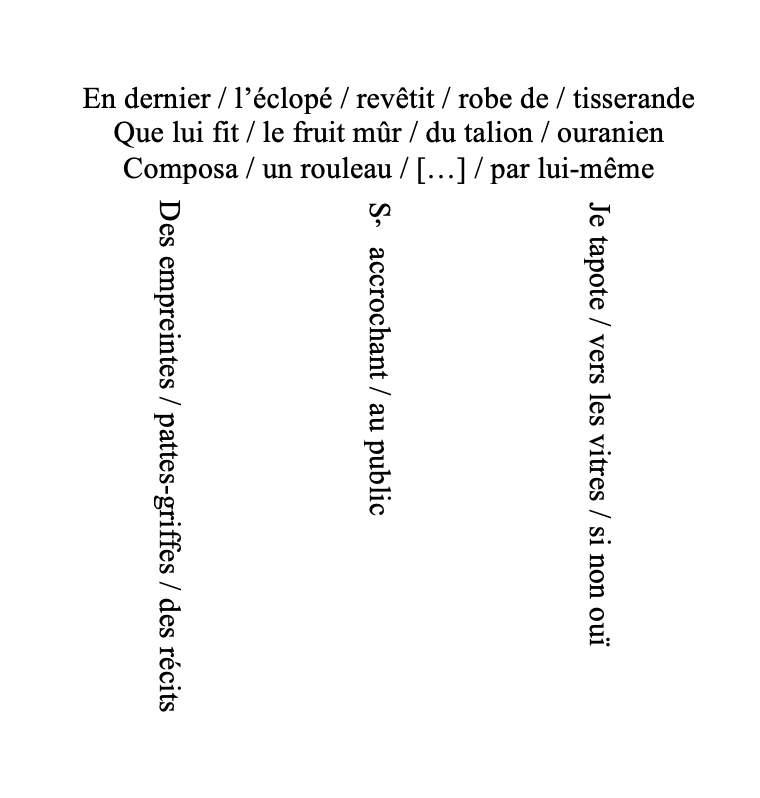 En dernier / l’éclopé / revêtit / robe de / tisserande
Que lui fit / le fruit mûr / du talion / ouranien
Composa / un rouleau / […] / par lui-même
Des empreintes / pattes-griffes / des récits
S’ accrochant / au public
Je tapote / vers les vitres / si non ouï